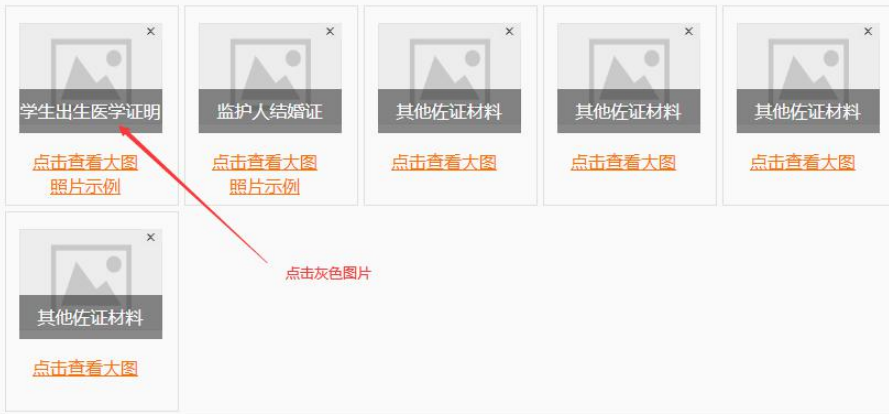 ×
×
×
×
×
学生出生医学证明
监护人结婚证
其他佐证材料
其他佐证材料
其他佐证材料
点击查看大图
照片示例
点击查看大图
照片示例
点击查看大图
点击查看大图
点击查看大图
×
其他佐证材料
点击查看大图
点击灰色图片